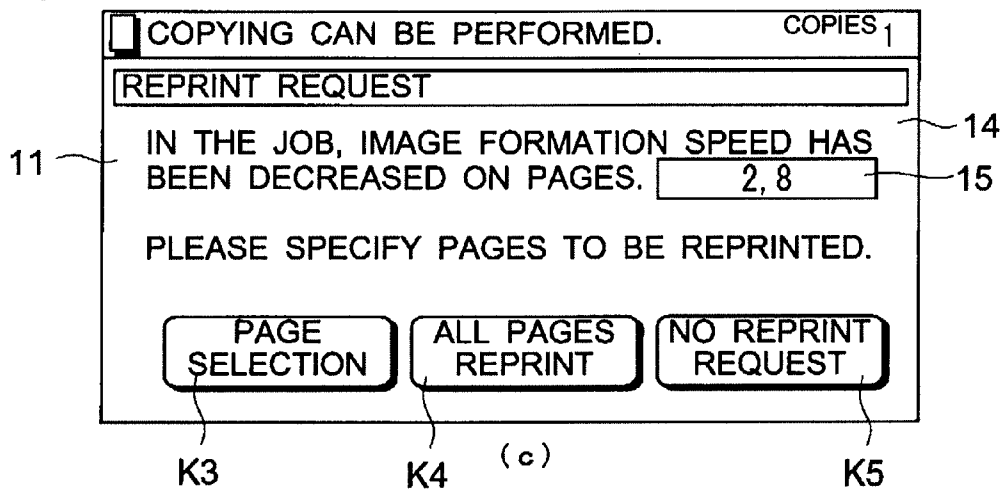 COPYING CAN BE PERFORMED. COPIES 1
REPRINT REQUEST
IN THE JOB, IMAGE FORMATION SPEED HAS
BEEN DECREASED ON PAGES. 2,8
PLEASE SPECIFY PAGES TO BE REPRINTED.
PAGE SELECTION
ALL PAGES REPRINT
NO REPRINT REQUEST
11
14
15
K3
K4
(c)
K5